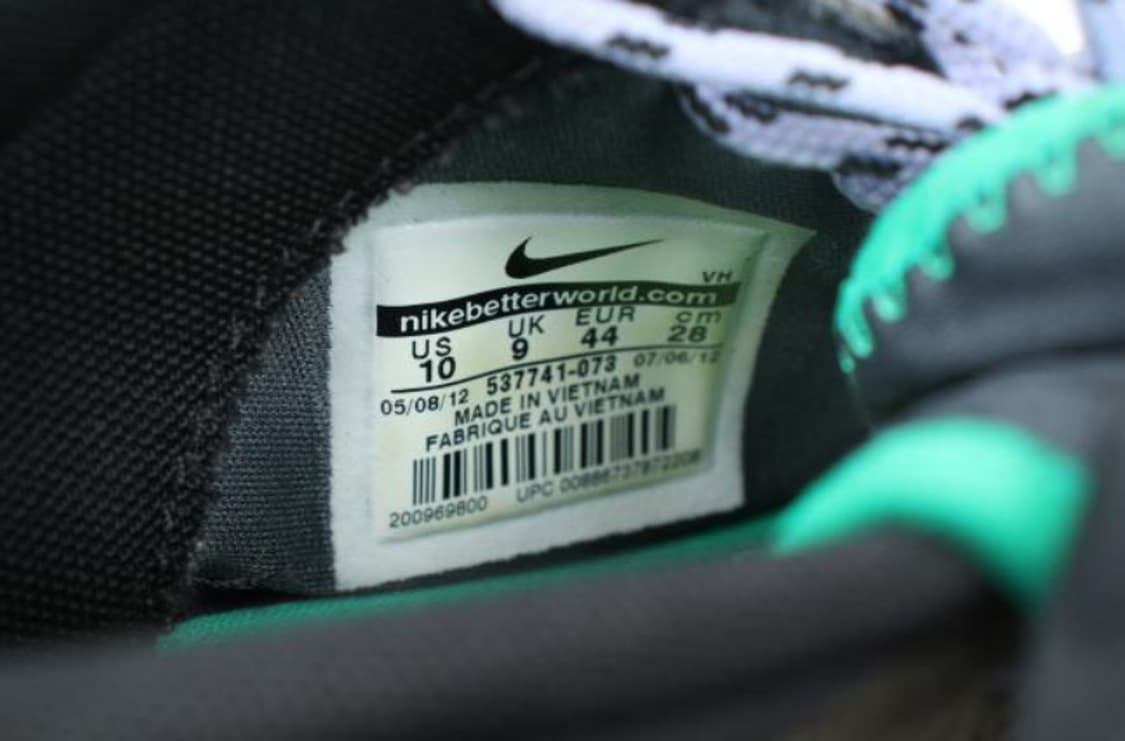 VH
nikebetterworld.com
US UK EUR cm
10 9 44 28
05/08/12 537741-073 07/06/12
MADE IN VIETNAM
FABRIQUE AU VIETNAM
200969800 UPC